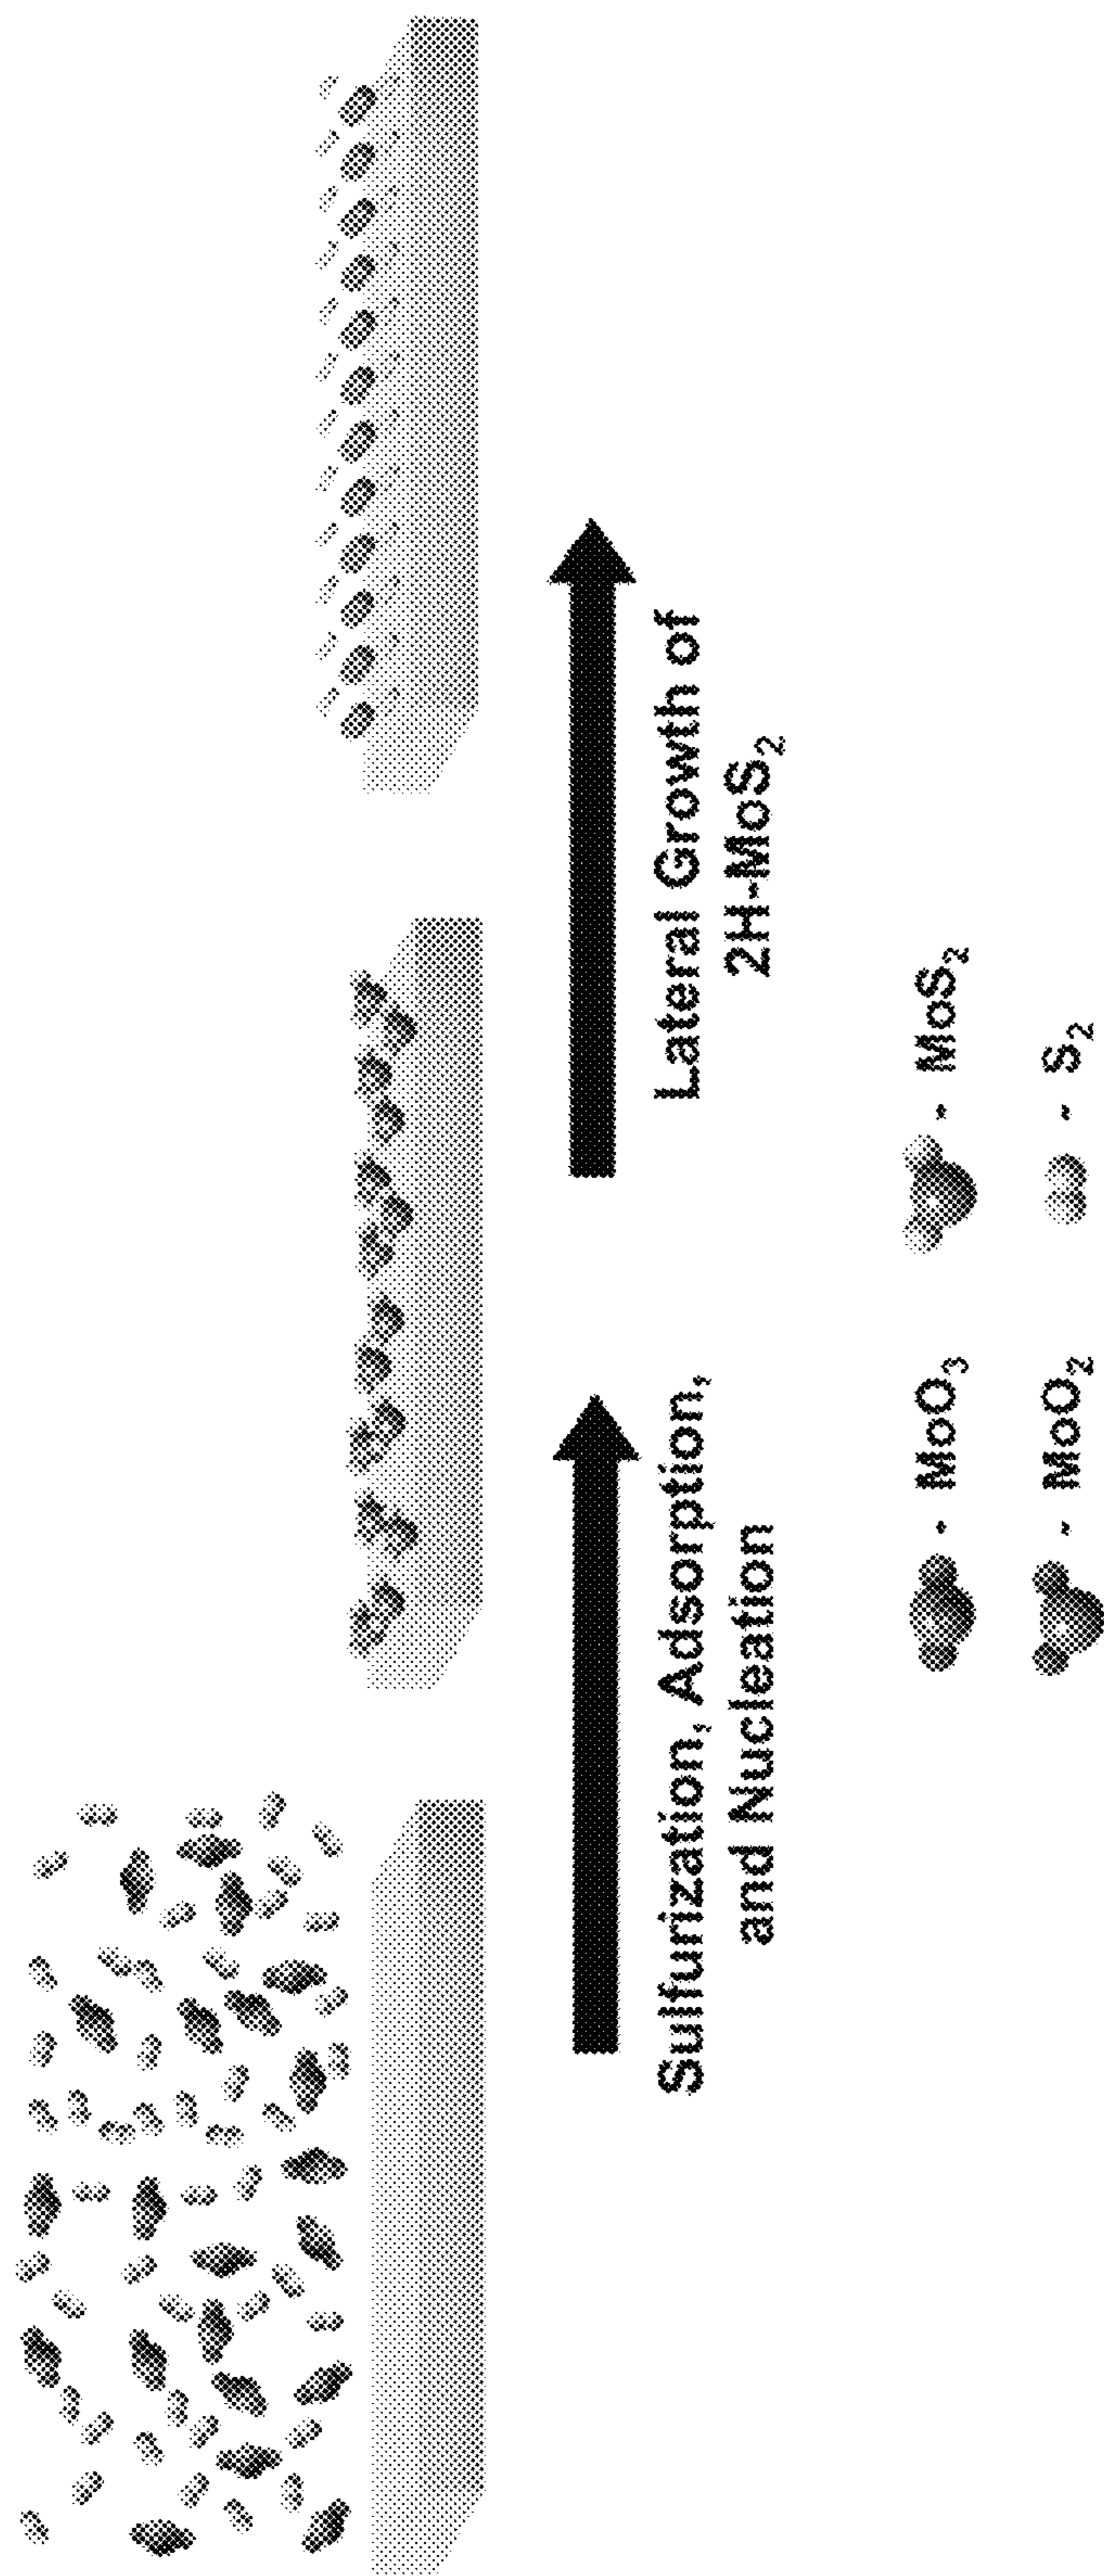 Sulfurization, Adsorption,
and Nucleation
Lateral Growth of
2H-MoS₂
- MoO₃
- MoS₂
- MoO₂
- S₂